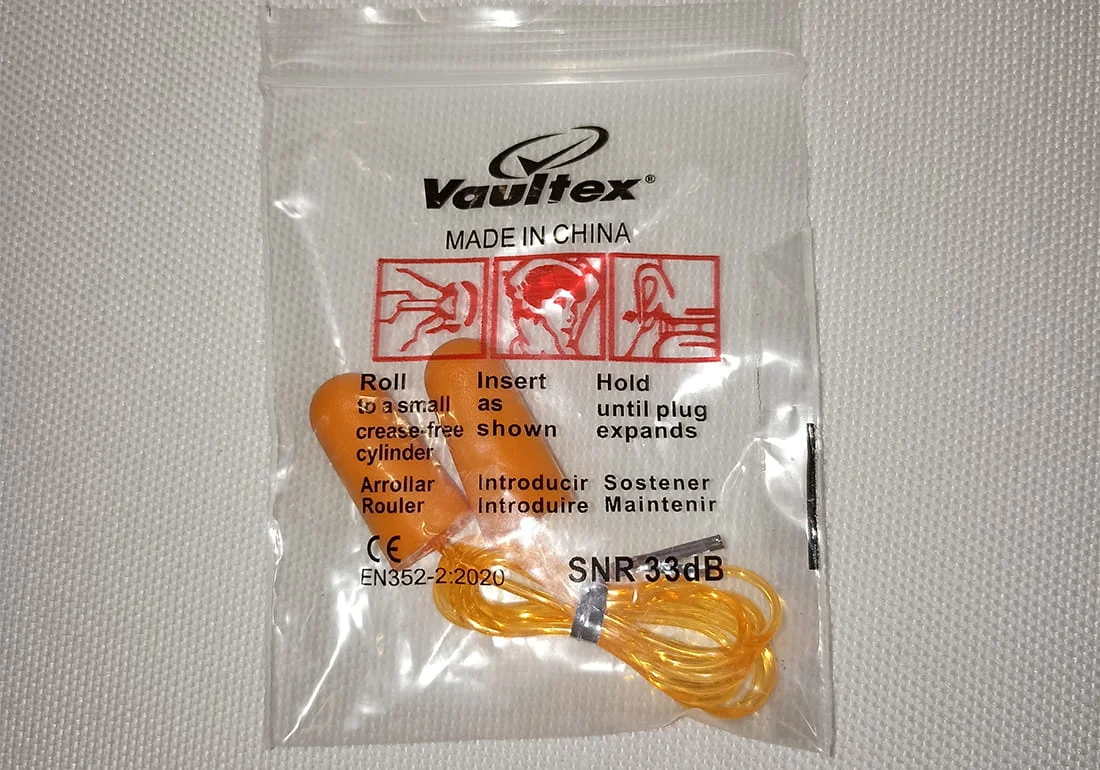 Vaultex®
MADE IN CHINA
Roll
to a small
crease-free
cylinder
Insert
as
shown
Hold
until plug
expands
Arrollar
Rouler
Introducir
Introduire
Sostener
Maintenir
CE
EN352-2:2020
SNR 33dB